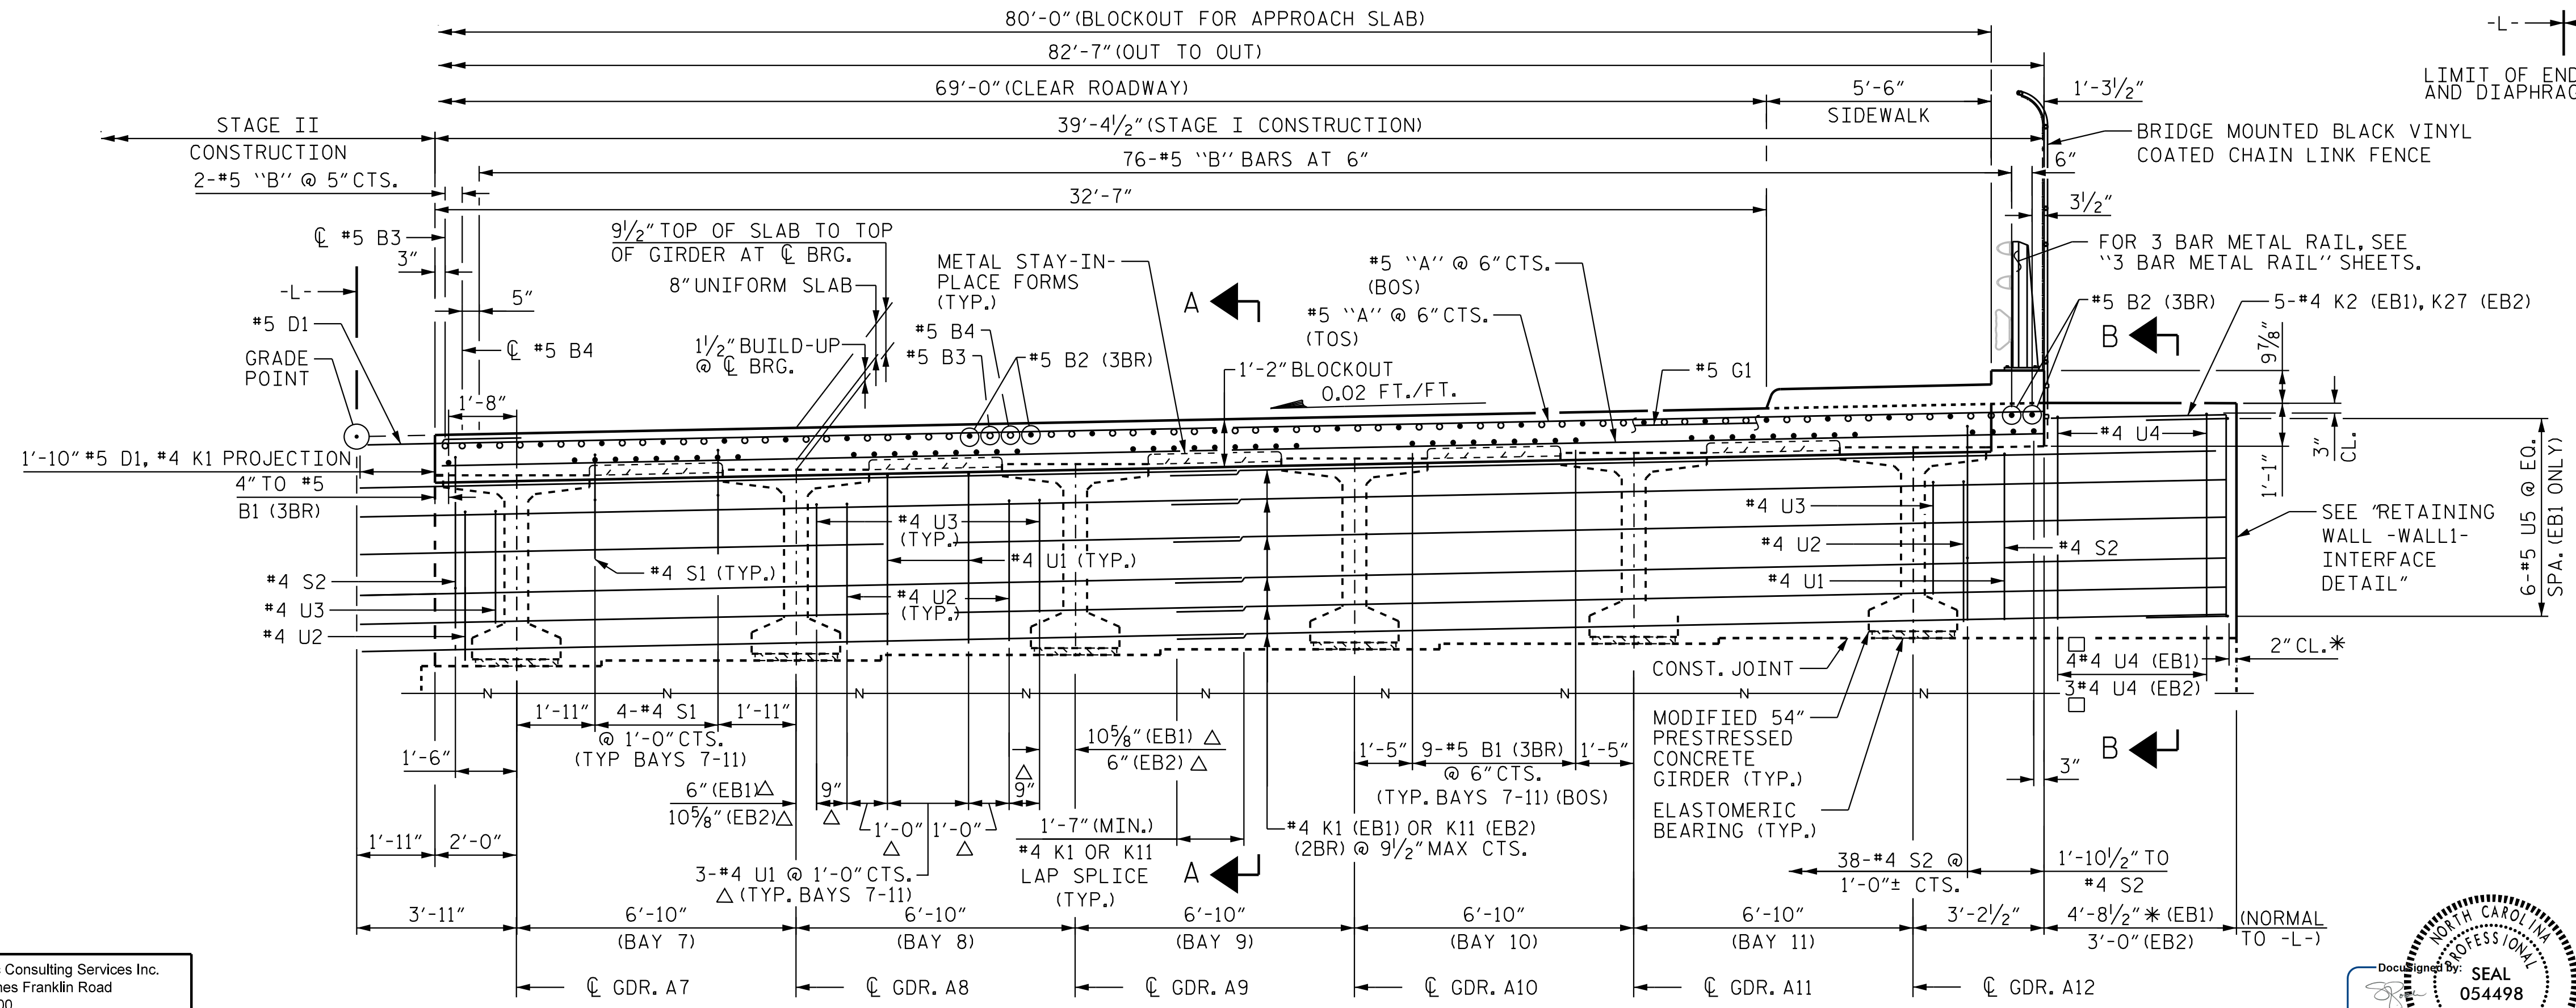 80'-0" (BLOCKOUT FOR APPROACH SLAB)
82'-7" (OUT TO OUT)
69'-0" (CLEAR ROADWAY)
5'-6"
SIDEWALK
1'-3½"
-L-
LIMIT OF END
AND DIAPHRAG
STAGE II
CONSTRUCTION
39'-4½" (STAGE I CONSTRUCTION)
BRIDGE MOUNTED BLACK VINYL
COATED CHAIN LINK FENCE
2-#5 ‘‘B’’ @ 5" CTS.
76-#5 ‘‘B’’ BARS AT 6"
6"
32'-7"
3½"
℄ #5 B3
3"
9½" TOP OF SLAB TO TOP
OF GIRDER AT ℄ BRG.
8" UNIFORM SLAB
METAL STAY-IN-
PLACE FORMS
(TYP.)
A
#5 ‘‘A’’ @ 6" CTS.
(BOS)
#5 ‘‘A’’ @ 6" CTS.
(TOS)
FOR 3 BAR METAL RAIL, SEE
‘‘3 BAR METAL RAIL’’ SHEETS.
-L-
5"
#5 D1
GRADE
POINT
℄ #5 B4
1½" BUILD-UP
@ ℄ BRG.
#5 B4
#5 B3
#5 B2 (3BR)
1'-2" BLOCKOUT
0.02 FT./FT.
#5 G1
#5 B2 (3BR)
5-#4 K2 (EB1), K27 (EB2)
B
9⅞"
1'-8"
1'-10" #5 D1, #4 K1 PROJECTION
4" TO #5
B1 (3BR)
#4 U4
1'-1"
3"
CL.
6-#5 U5 @ EQ.
SPA. (EB1 ONLY)
#4 U3
(TYP.)
#4 S1 (TYP.)
#4 U1 (TYP.)
#4 U2
(TYP.)
#4 S2
#4 U3
#4 U2
#4 U3
#4 U2
#4 U1
#4 S2
SEE "RETAINING
WALL -WALL1-
INTERFACE
DETAIL"
CONST. JOINT
4#4 U4 (EB1)
3#4 U4 (EB2)
2" CL.*
N N N N N N N N N
1'-11"
4-#4 S1
@ 1'-0" CTS.
(TYP BAYS 7-11)
1'-11"
1'-6"
10⅝" (EB1) △
6" (EB2) △
1'-5"
9-#5 B1 (3BR)
@ 6" CTS.
(TYP. BAYS 7-11) (BOS)
1'-5"
MODIFIED 54"
PRESTRESSED
CONCRETE
GIRDER (TYP.)
ELASTOMERIC
BEARING (TYP.)
B
3"
6" (EB1)△
10⅝" (EB2)△
9"
△
△
9"
1'-0"
△
1'-0"
△
1'-7" (MIN.)
#4 K1 OR K11
LAP SPLICE
(TYP.)
#4 K1 (EB1) OR K11 (EB2)
(2BR) @ 9½" MAX CTS.
A
1'-11"
2'-0"
3-#4 U1 @ 1'-0" CTS.
△ (TYP. BAYS 7-11)
38-#4 S2 @
1'-0"± CTS.
1'-10½" TO
#4 S2
3'-11"
6'-10"
(BAY 7)
6'-10"
(BAY 8)
6'-10"
(BAY 9)
6'-10"
(BAY 10)
6'-10"
(BAY 11)
3'-2½"
4'-8½" * (EB1)
3'-0" (EB2)
(NORMAL
TO -L-)
℄ GDR. A7
℄ GDR. A8
℄ GDR. A9
℄ GDR. A10
℄ GDR. A11
℄ GDR. A12
Consulting Services Inc.
nes Franklin Road
NORTH CAROLINA
PROFESSIONAL
SEAL
054498
DocuSigned by: